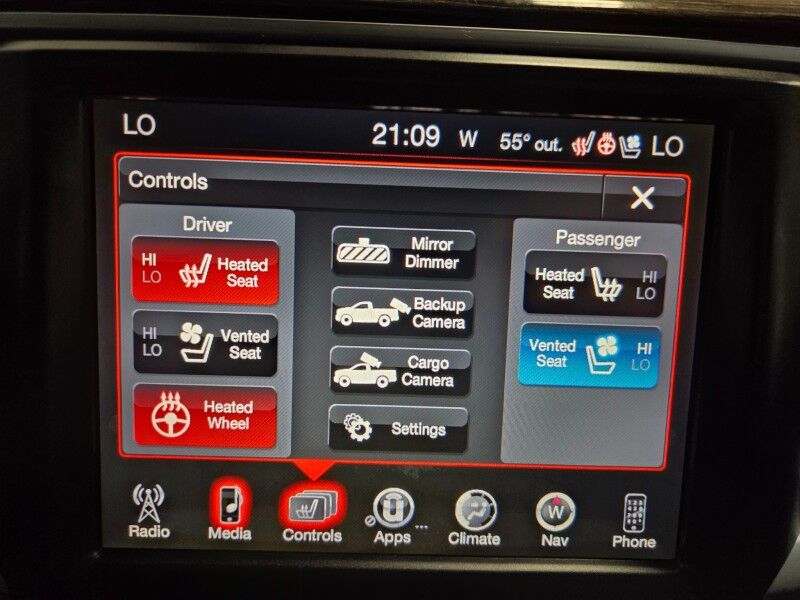 LO
21:09 W 55° out. LO
Controls X
Driver
HI
LO
Heated
Seat
HI
LO
Vented
Seat
Heated
Wheel
Mirror
Dimmer
Backup
Camera
Cargo
Camera
Settings
Passenger
Heated
Seat
HI
LO
Vented
Seat
HI
LO
Radio
Media
Controls
Apps
Climate
W
Nav
Phone